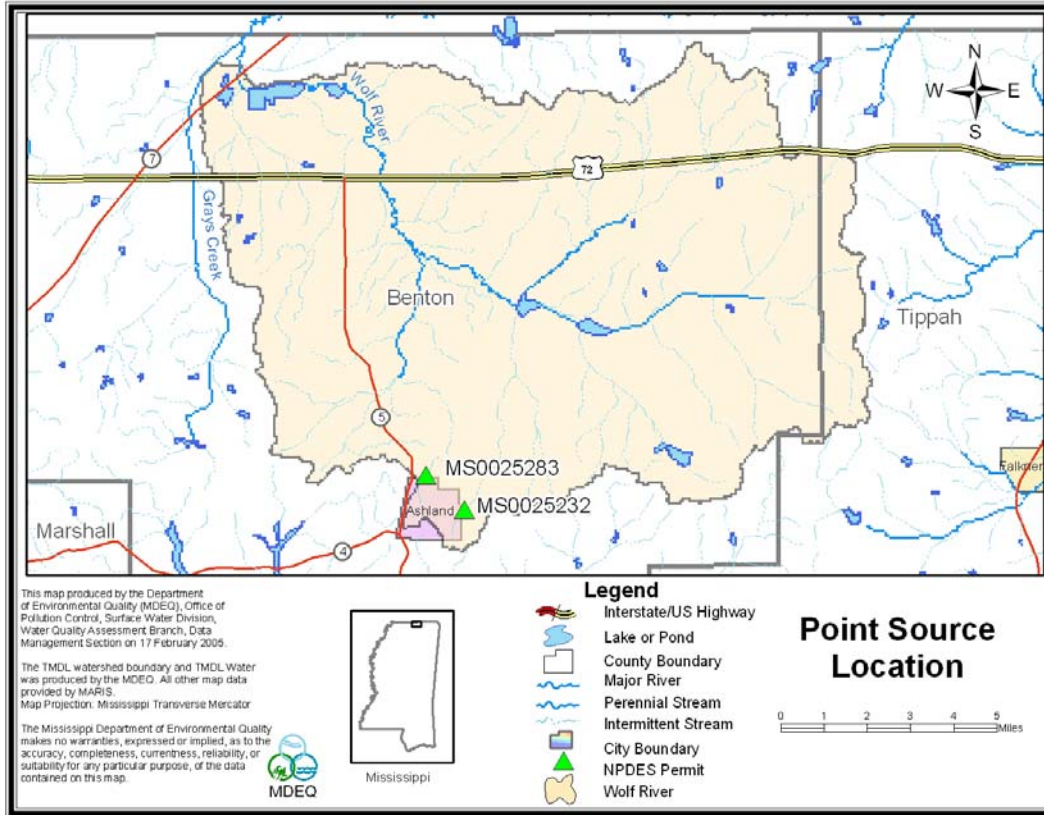 N
W E
S
Wolf River
7
72
Grays Creek
Benton
Tippah
5
MS0025283
Falkner
Ashland
MS0025232
Marshall
4
This map produced by the Department
of Environmental Quality (MDEQ), Office of
Pollution Control, Surface Water Division,
Water Quality Assessment Branch, Data
Management Section on 17 February 2005.
The TMDL watershed boundary and TMDL Water
was produced by the MDEQ. All other map data
provided by MARIS.
Map Projection: Mississippi Transverse Mercator
The Mississippi Department of Environmental Quality
makes no warranties, expressed or implied, as to the
accuracy, completeness, currentness, reliability, or
suitability for any particular purpose, of the data
contained on this map.
MDEQ
Mississippi
Legend
Interstate/US Highway
Lake or Pond
County Boundary
Major River
Perennial Stream
Intermittent Stream
City Boundary
NPDES Permit
Wolf River
Point Source
Location
0 1 2 3 4 5
Miles